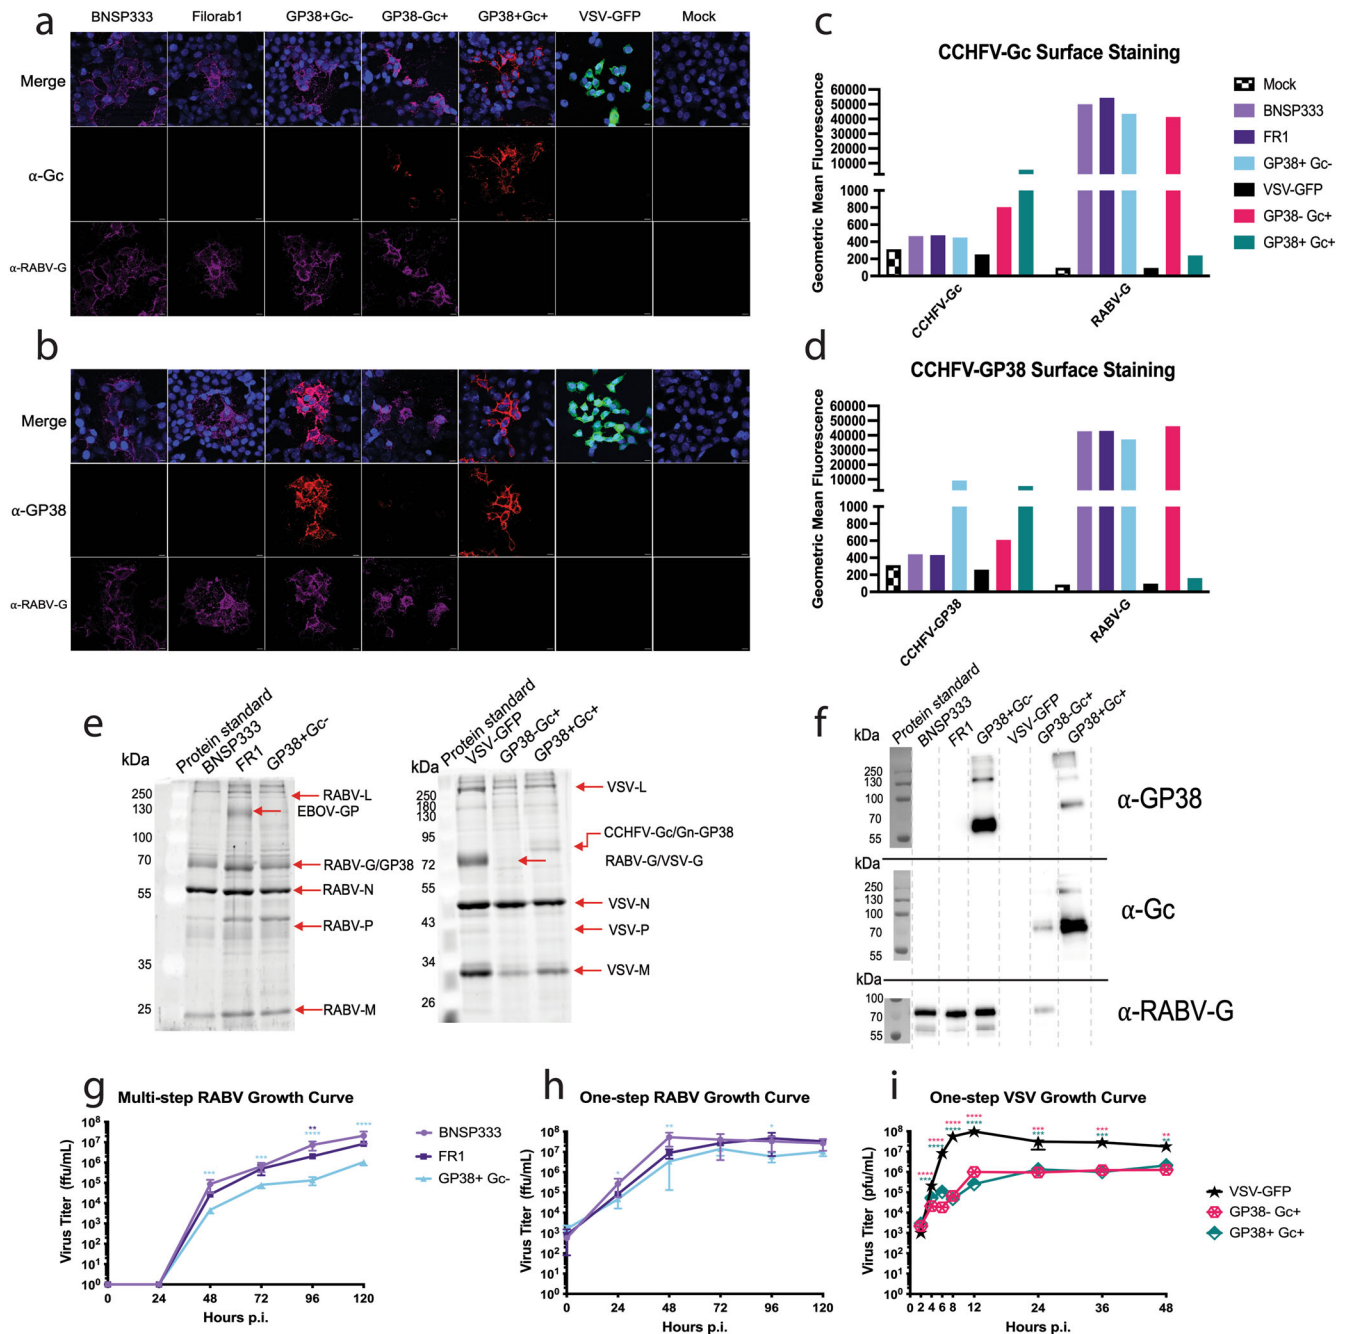 a
BNSP333 Filorab1 GP38+Gc- GP38-Gc+ GP38+Gc+ VSV-GFP Mock
Merge
α-Gc
α-RABV-G
b
Merge
α-GP38
α-RABV-G
c
CCHFV-Gc Surface Staining
Geometric Mean Fluorescence
60000
50000
40000
30000
20000
10000
1000
800
600
400
200
0
CCHFV-Gc RABV-G
Mock
BNSP333
FR1
GP38+ Gc-
VSV-GFP
GP38- Gc+
GP38+ Gc+
d
CCHFV-GP38 Surface Staining
Geometric Mean Fluorescence
60000
50000
40000
30000
20000
10000
1000
800
600
400
200
0
CCHFV-GP38 RABV-G
e
kDa
Protein standard
BNSP333
FR1
GP38+Gc-
250
130
100
70
55
35
25
RABV-L
EBOV-GP
RABV-G/GP38
RABV-N
RABV-P
RABV-M
kDa
Protein standard
VSV-GFP
GP38-Gc+
GP38+Gc+
250
180
130
95
72
55
43
34
26
VSV-L
CCHFV-Gc/Gn-GP38
RABV-G/VSV-G
VSV-N
VSV-P
VSV-M
f
Protein standard
BNSP333
FR1
GP38+Gc-
VSV-GFP
GP38-Gc+
GP38+Gc+
kDa
250
130
100
70
55
α-GP38
kDa
250
130
100
70
55
α-Gc
kDa
100
70
55
α-RABV-G
g
Multi-step RABV Growth Curve
Virus Titer (ffu/mL)
10⁸
10⁷
10⁶
10⁵
10⁴
10³
10²
10¹
10⁰
*** *** ** **** ****
0 24 48 72 96 120
Hours p.i.
BNSP333
FR1
GP38+ Gc-
h
One-step RABV Growth Curve
Virus Titer (ffu/mL)
10⁸
10⁷
10⁶
10⁵
10⁴
10³
10²
10¹
10⁰
* ** *
0 24 48 72 96 120
Hours p.i.
i
One-step VSV Growth Curve
Virus Titer (pfu/mL)
10⁸
10⁷
10⁶
10⁵
10⁴
10³
10²
10¹
10⁰
0 2 4 6 8 12 24 36 48
Hours p.i.
VSV-GFP
GP38- Gc+
GP38+ Gc+